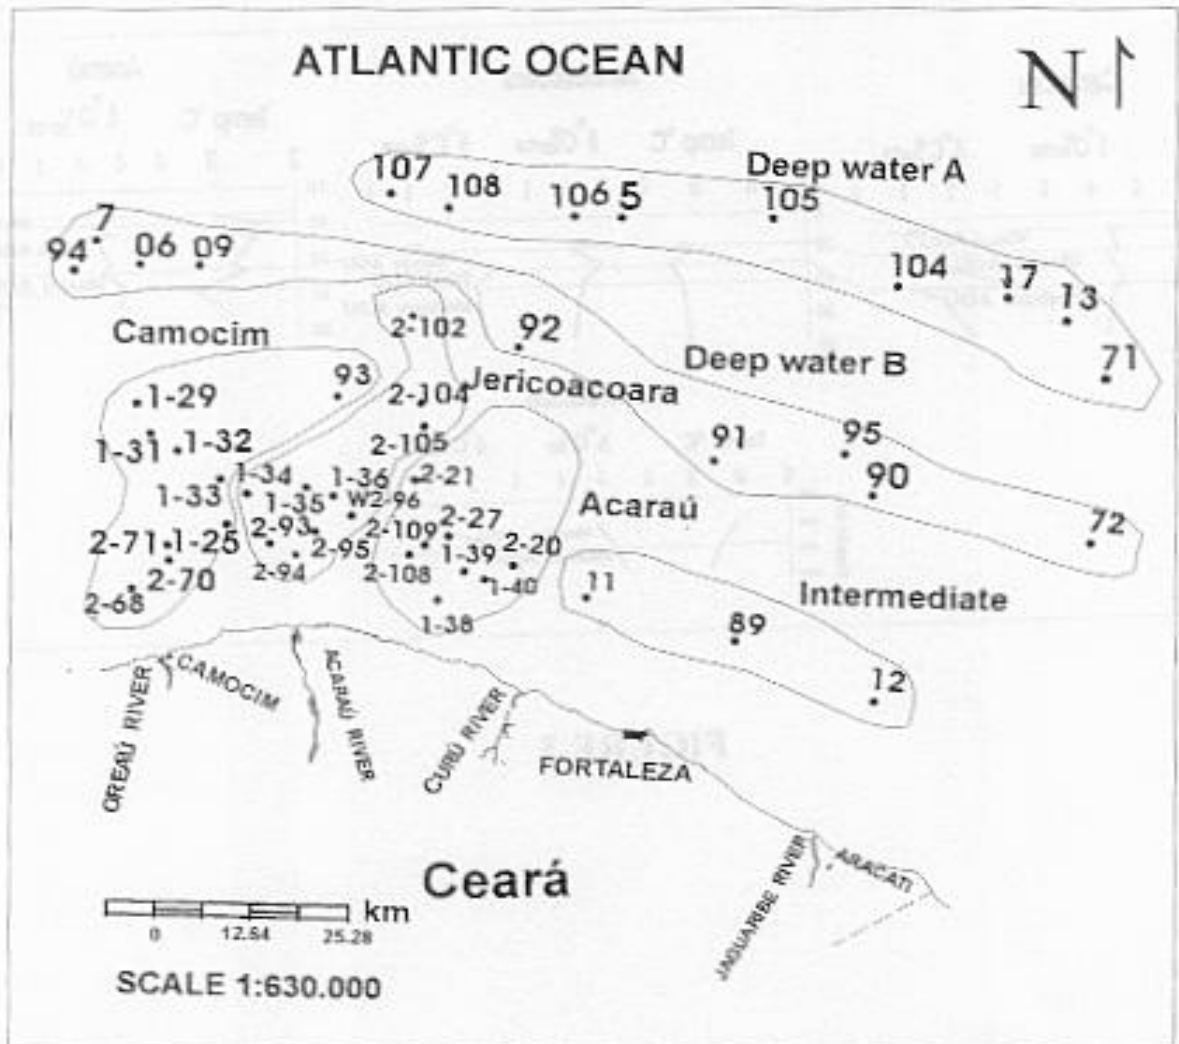 ATLANTIC OCEAN
N
Deep water A
107
108
106
5
105
7
94
06
09
104
17
13
71
2-102
Camocim
92
Deep water B
93
Jericoacoara
1-29
2-104
1-31
1-32
2-105
91
95
90
1-34
1-36
2-21
1-33
1-35
W2-96
Acaraú
2-93
2-109
2-27
72
2-71
1-25
2-95
1-39
2-20
2-94
2-108
1-40
2-70
11
Intermediate
2-68
1-38
89
12
CAMOCIM
OREAÚ RIVER
ACARAÚ RIVER
CURÚ RIVER
FORTALEZA
JAGUARIBE RIVER
ARACATI
Ceará
km
0 12.64 25.28
SCALE 1:630.000